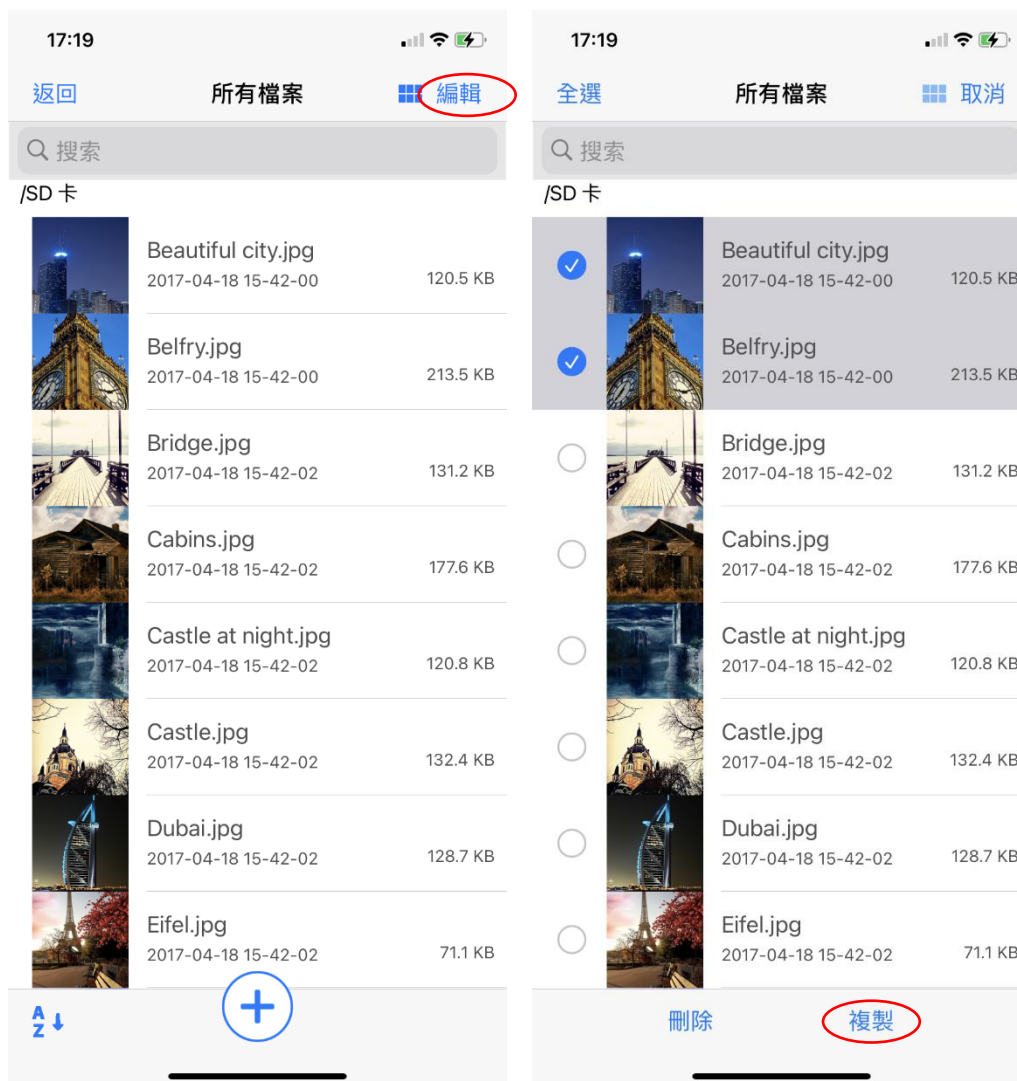 17:19
返回 所有檔案 編輯
搜索
/SD 卡
Beautiful city.jpg
2017-04-18 15-42-00 120.5 KB
Belfry.jpg
2017-04-18 15-42-00 213.5 KB
Bridge.jpg
2017-04-18 15-42-02 131.2 KB
Cabins.jpg
2017-04-18 15-42-02 177.6 KB
Castle at night.jpg
2017-04-18 15-42-02 120.8 KB
Castle.jpg
2017-04-18 15-42-02 132.4 KB
Dubai.jpg
2017-04-18 15-42-02 128.7 KB
Eifel.jpg
2017-04-18 15-42-02 71.1 KB
A
Z
17:19
全選 所有檔案 取消
搜索
/SD 卡
Beautiful city.jpg
2017-04-18 15-42-00 120.5 KB
Belfry.jpg
2017-04-18 15-42-00 213.5 KB
Bridge.jpg
2017-04-18 15-42-02 131.2 KB
Cabins.jpg
2017-04-18 15-42-02 177.6 KB
Castle at night.jpg
2017-04-18 15-42-02 120.8 KB
Castle.jpg
2017-04-18 15-42-02 132.4 KB
Dubai.jpg
2017-04-18 15-42-02 128.7 KB
Eifel.jpg
2017-04-18 15-42-02 71.1 KB
刪除 複製